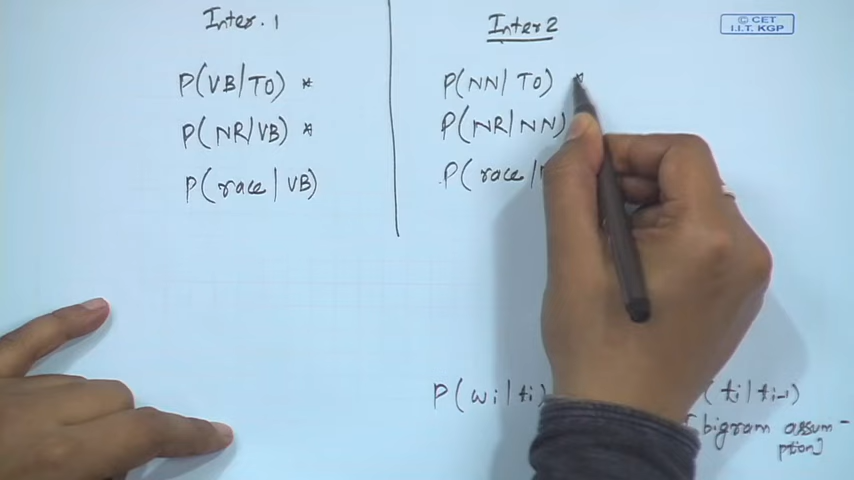 Inter. 1
Inter 2
© CET
I.I.T. KGP
P(VB|TO) *
P(NN|TO) *
P(NR|VB) *
P(NR|NN)
P(race|VB)
P(race|
P(wi|ti) (ti|ti-1)
[bigram assum-
ption]